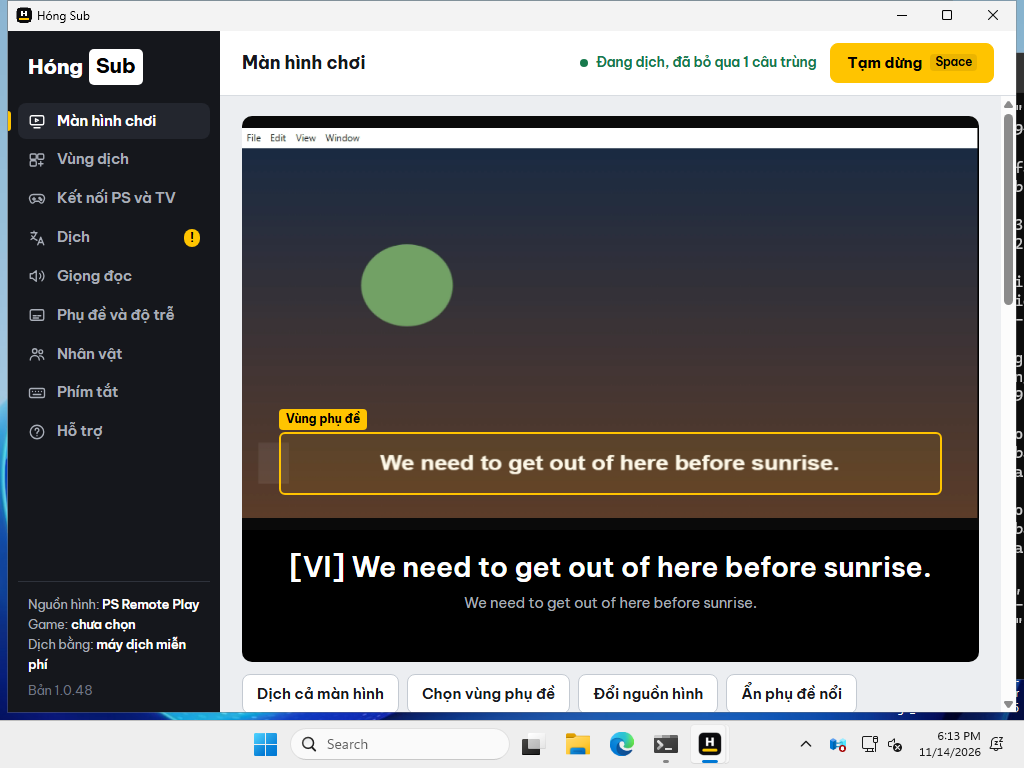 Hóng Sub
Hóng Sub
Màn hình chơi
Vùng dịch
Kết nối PS và TV
Dịch
!
Giọng đọc
Phụ đề và độ trễ
Nhân vật
Phím tắt
Hỗ trợ
Nguồn hình: PS Remote Play
Game: chưa chọn
Dịch bằng: máy dịch miễn
phí
Bản 1.0.48
Màn hình chơi
Đang dịch, đã bỏ qua 1 câu trùng
Tạm dừng Space
File Edit View Window
Vùng phụ đề
We need to get out of here before sunrise.
[VI] We need to get out of here before sunrise.
We need to get out of here before sunrise.
Dịch cả màn hình
Chọn vùng phụ đề
Đổi nguồn hình
Ẩn phụ đề nổi
Search
6:13 PM
11/14/2026